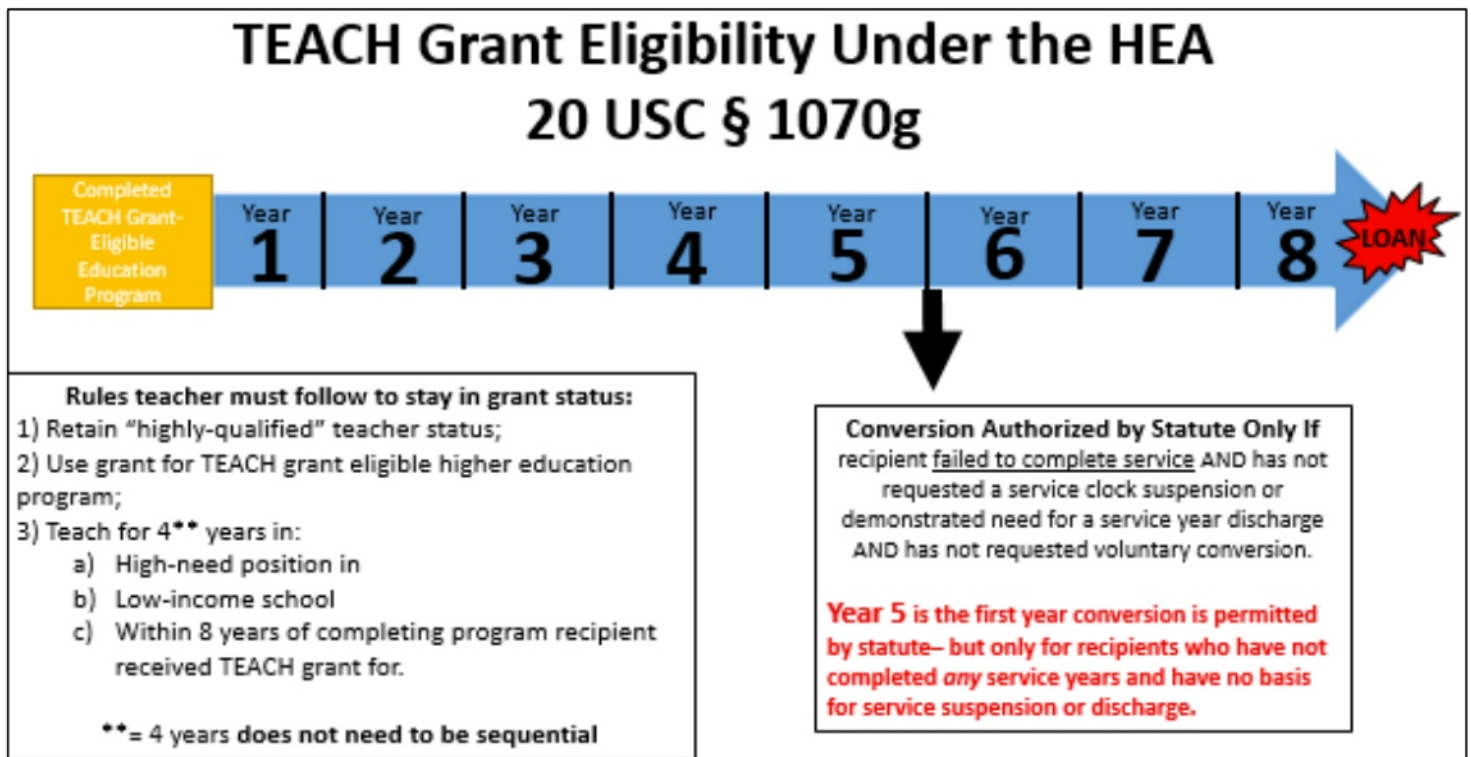 TEACH Grant Eligibility Under the HEA
20 USC § 1070g
Completed
TEACH Grant-
Eligible
Education
Program
Year
1
Year
2
Year
3
Year
4
Year
5
Year
6
Year
7
Year
8
LOAN
Rules teacher must follow to stay in grant status:
1) Retain “highly-qualified” teacher status;
2) Use grant for TEACH grant eligible higher education
program;
3) Teach for 4** years in:
a) High-need position in
b) Low-income school
c) Within 8 years of completing program recipient
received TEACH grant for.
**= 4 years does not need to be sequential
Conversion Authorized by Statute Only If
recipient failed to complete service AND has not
requested a service clock suspension or
demonstrated need for a service year discharge
AND has not requested voluntary conversion.
Year 5 is the first year conversion is permitted
by statute– but only for recipients who have not
completed any service years and have no basis
for service suspension or discharge.